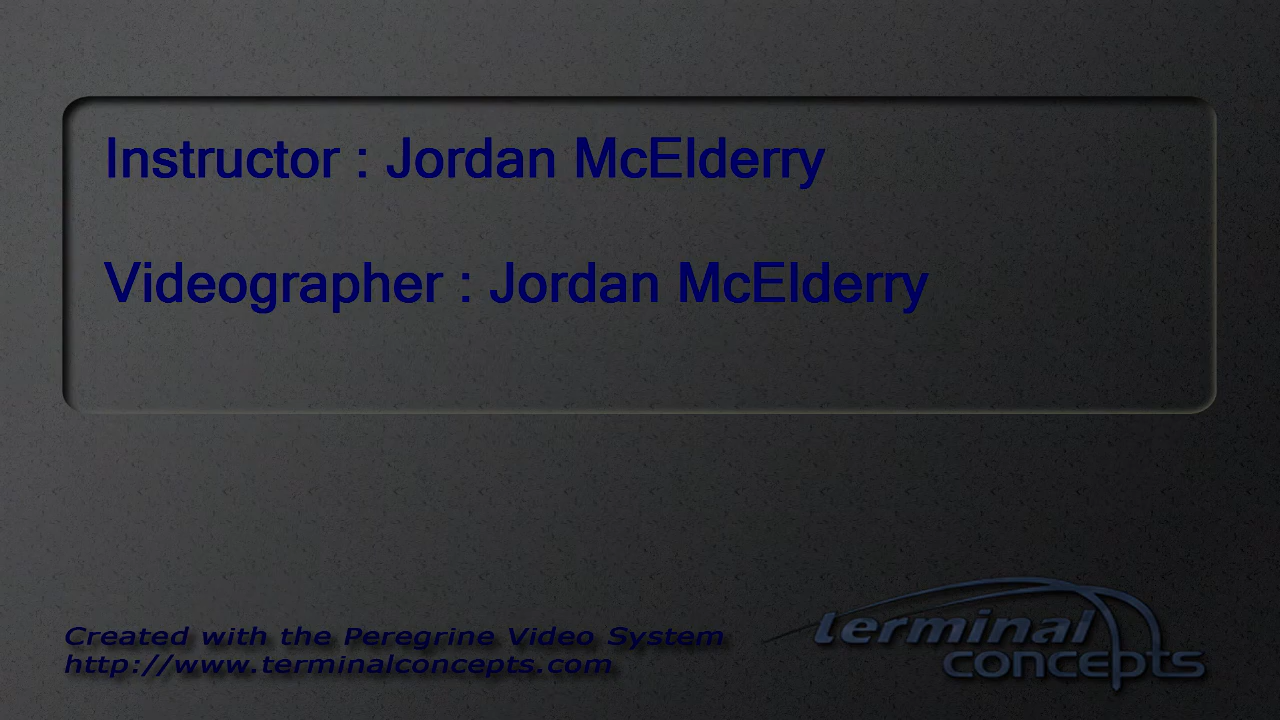 Instructor : Jordan McElderry
Videographer : Jordan McElderry
Created with the Peregrine Video System
http://www.terminalconcepts.com
terminal
concepts